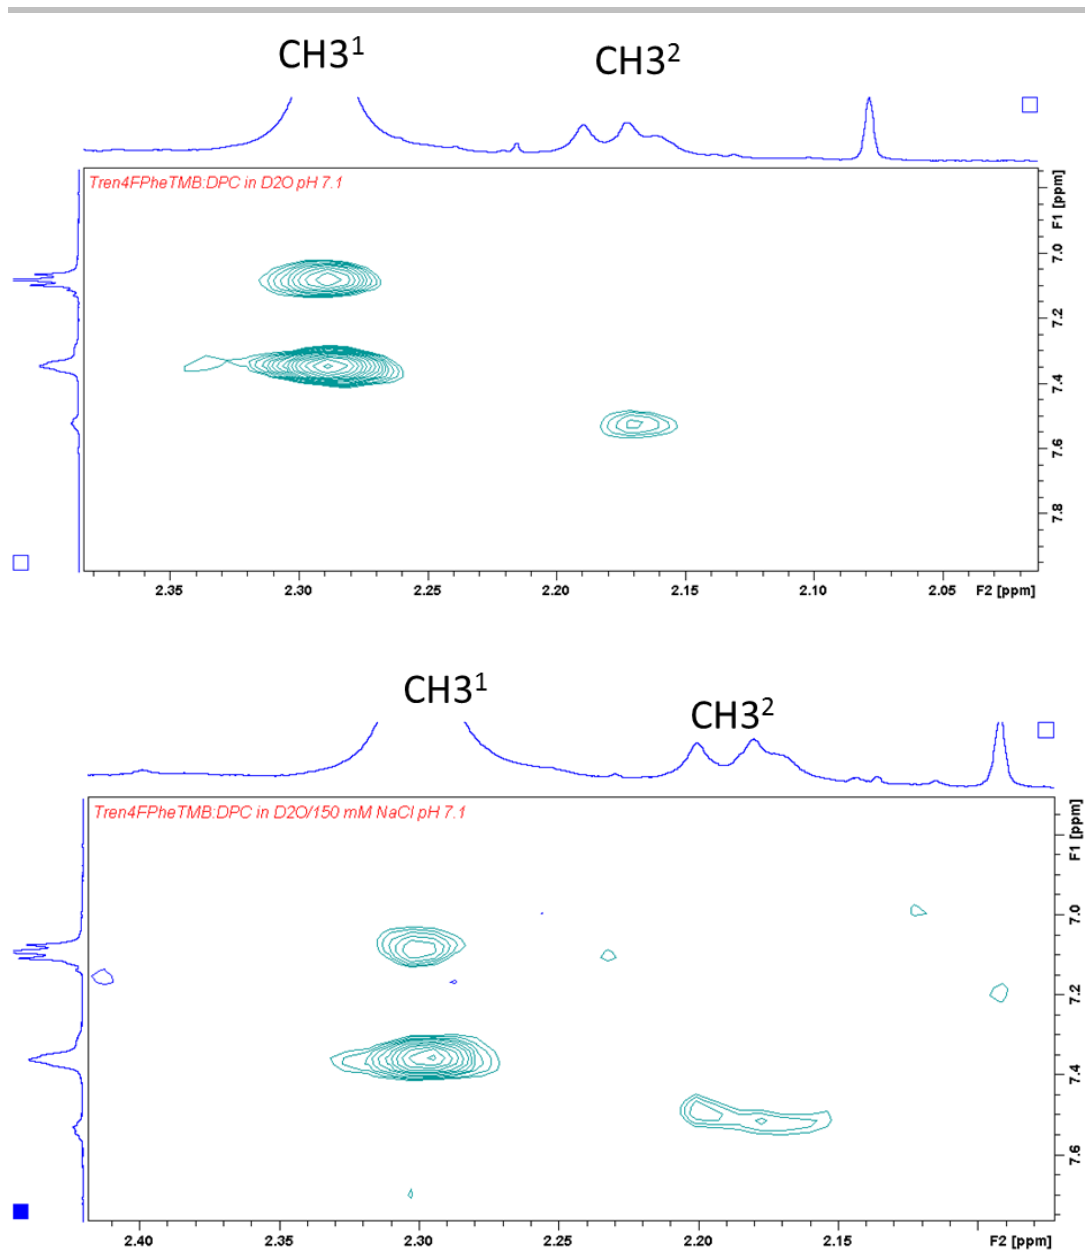 CH3¹
CH3²
Tren4FPheTMB:DPC in D2O pH 7.1
F1 [ppm]
7.0
7.2
7.4
7.6
7.8
2.35
2.30
2.25
2.20
2.15
2.10
2.05
F2 [ppm]
CH3¹
CH3²
Tren4FPheTMB:DPC in D2O/150 mM NaCl pH 7.1
F1 [ppm]
7.0
7.2
7.4
7.6
2.40
2.35
2.30
2.25
2.20
2.15
F2 [ppm]